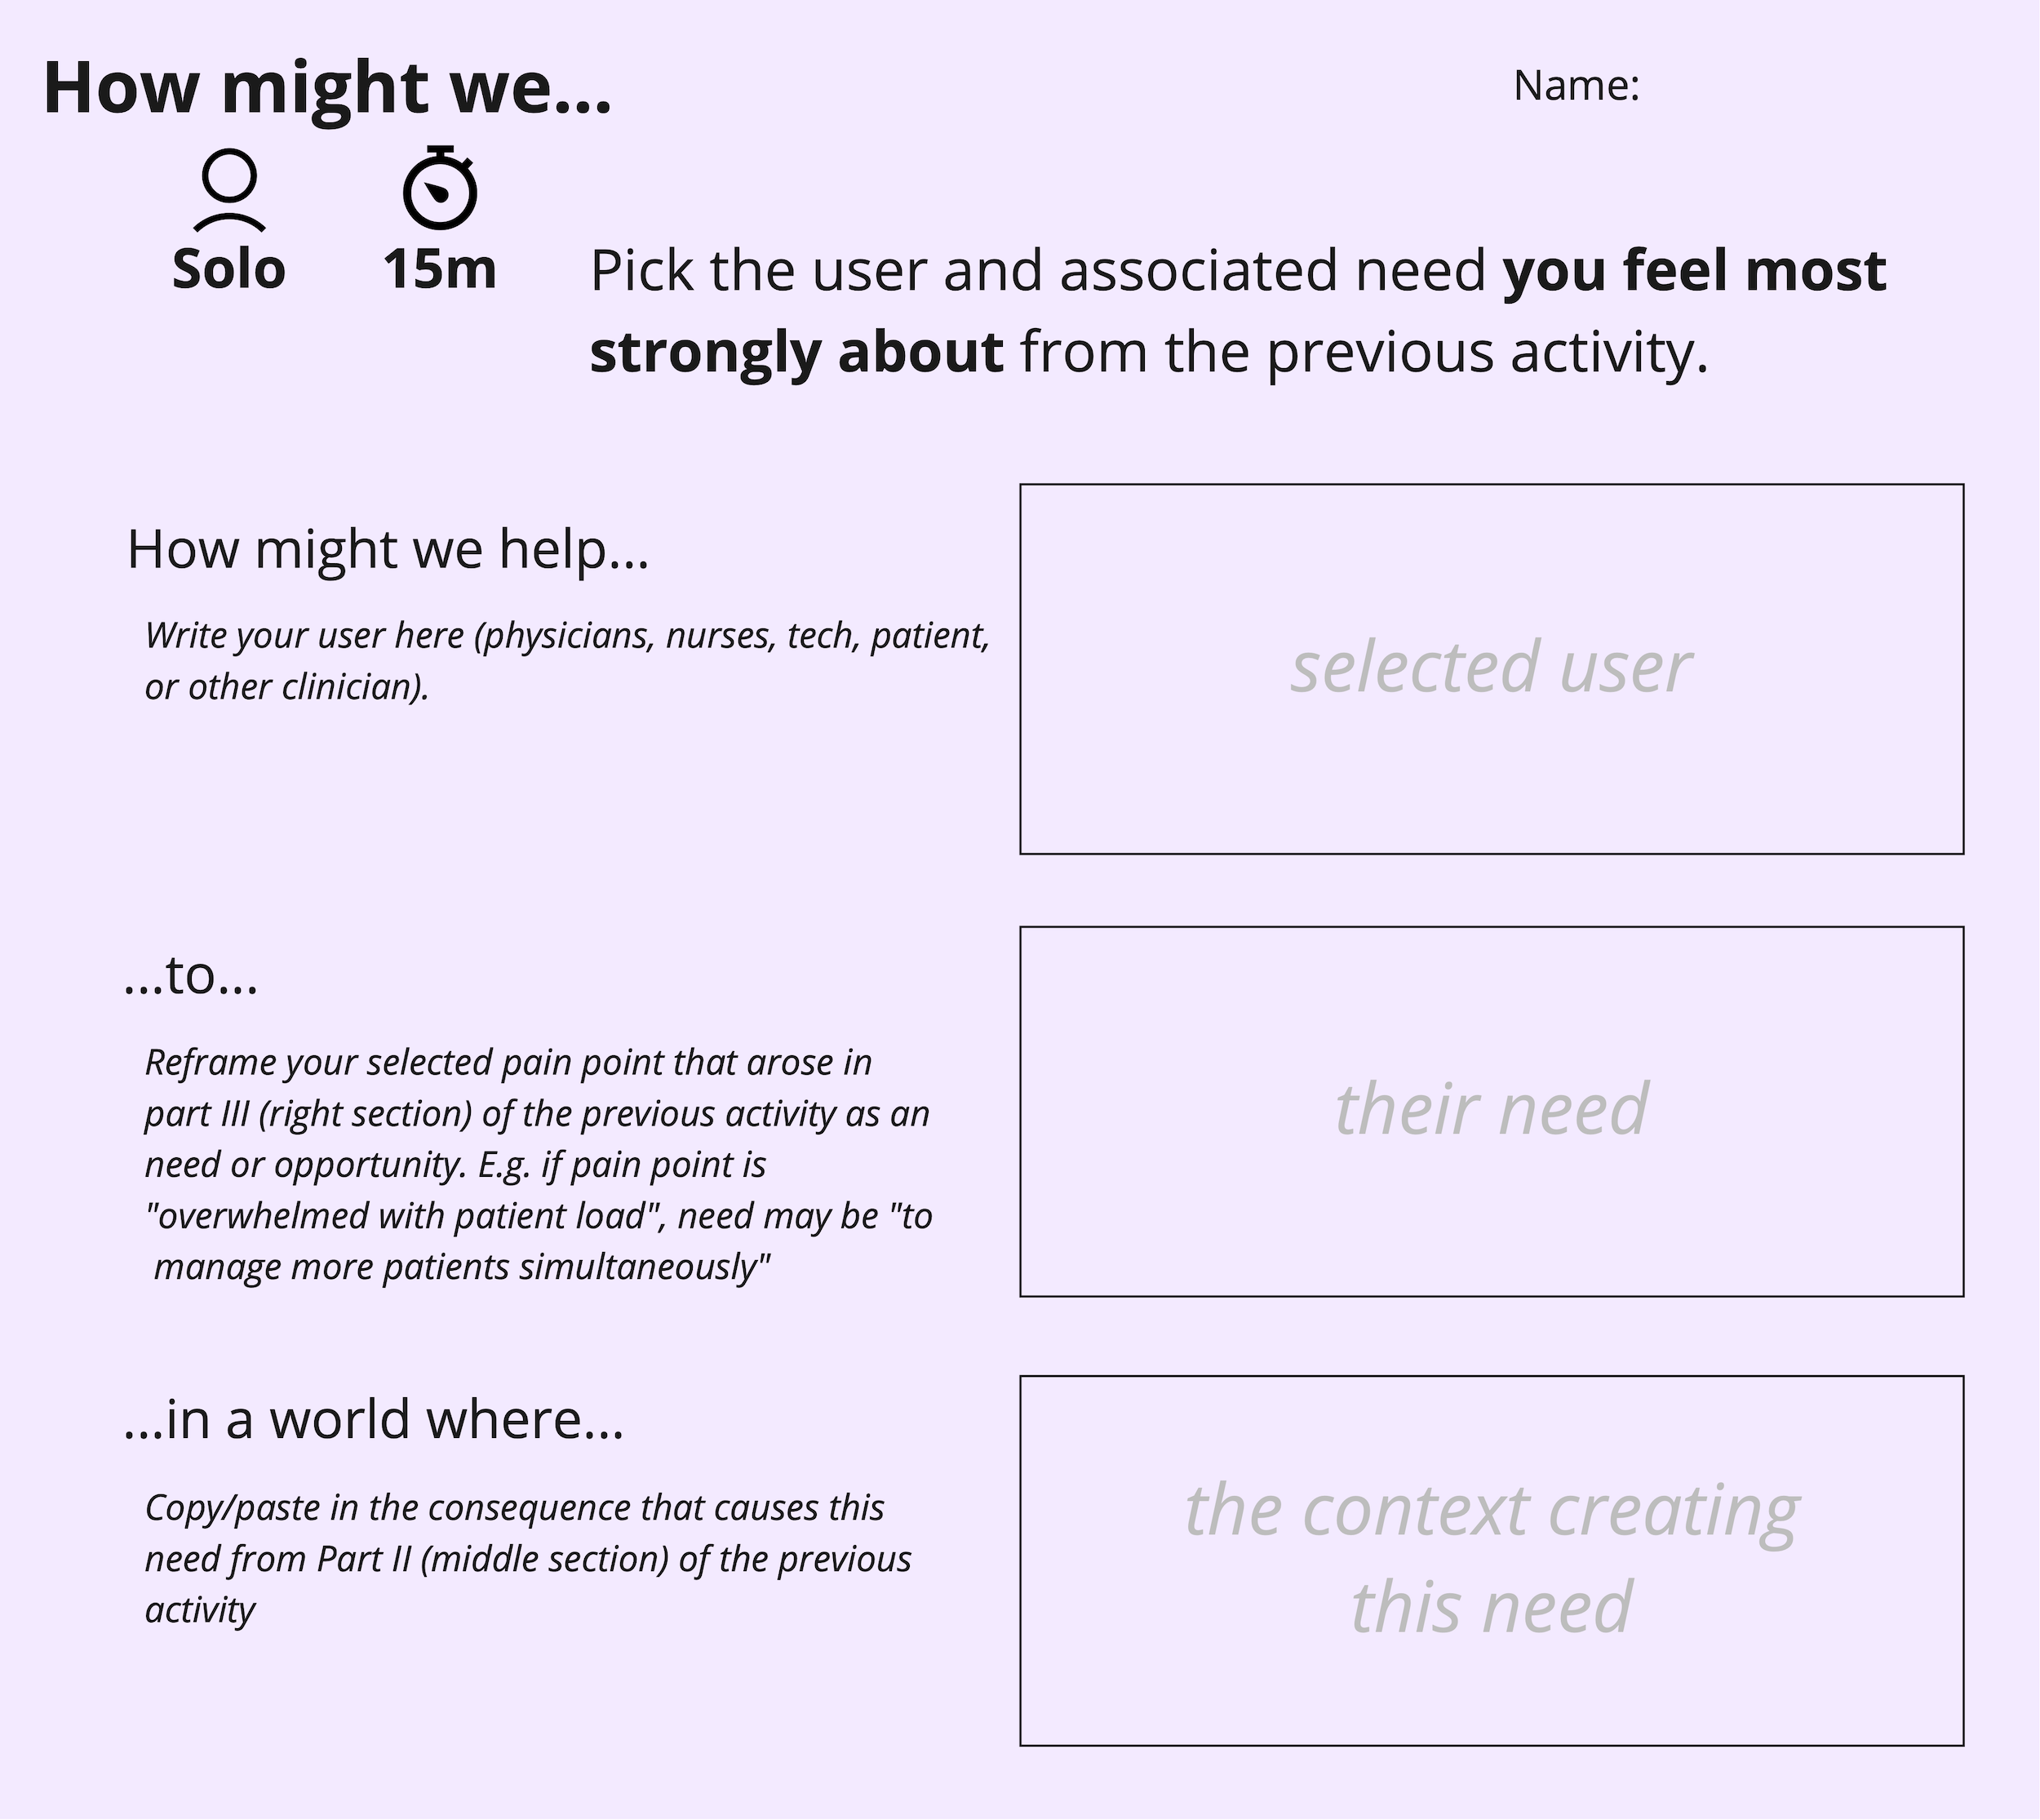 How might we...
Name:
Solo
15m
Pick the user and associated need you feel most
strongly about from the previous activity.
How might we help...
Write your user here (physicians, nurses, tech, patient,
or other clinician).
selected user
...to...
Reframe your selected pain point that arose in
part III (right section) of the previous activity as an
need or opportunity. E.g. if pain point is
"overwhelmed with patient load", need may be "to
manage more patients simultaneously"
their need
...in a world where...
Copy/paste in the consequence that causes this
need from Part II (middle section) of the previous
activity
the context creating
this need